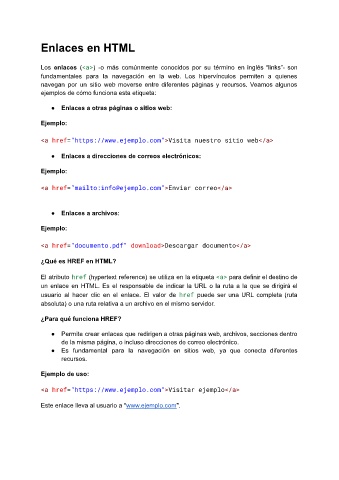 Enlaces en HTML
Los enlaces (<a>) -o más comúnmente conocidos por su término en inglés "links"- son
fundamentales para la navegación en la web. Los hipervínculos permiten a quienes
navegan por un sitio web moverse entre diferentes páginas y recursos. Veamos algunos
ejemplos de cómo funciona esta etiqueta:
● Enlaces a otras páginas o sitios web:
Ejemplo:
<a href="https://www.ejemplo.com">Visita nuestro sitio web</a>
● Enlaces a direcciones de correos electrónicos:
Ejemplo:
<a href="mailto:info@ejemplo.com">Enviar correo</a>
● Enlaces a archivos:
Ejemplo:
<a href="documento.pdf" download>Descargar documento</a>
¿Qué es HREF en HTML?
El atributo href (hypertext reference) se utiliza en la etiqueta <a> para definir el destino de
un enlace en HTML. Es el responsable de indicar la URL o la ruta a la que se dirigirá el
usuario al hacer clic en el enlace. El valor de href puede ser una URL completa (ruta
absoluta) o una ruta relativa a un archivo en el mismo servidor.
¿Para qué funciona HREF?
● Permite crear enlaces que redirigen a otras páginas web, archivos, secciones dentro
de la misma página, o incluso direcciones do correo electrónico.
● Es fundamental para la navegación en sitios web, ya que conecta diferentes
recursos.
Ejemplo de uso:
<a href="https://www.ejemplo.com">Visitar ejemplo</a>
Este enlace lleva al usuario a "www.ejemplo.com".